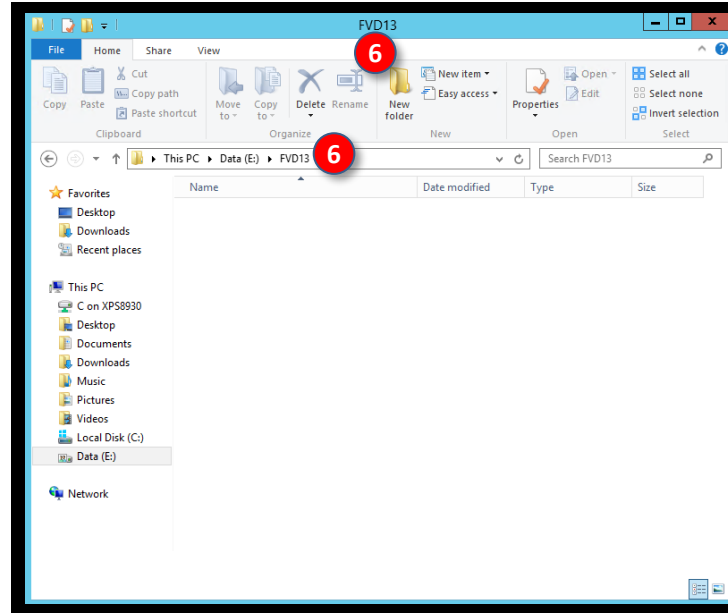 FVD13
File Home Share View
6
Copy
Paste
Cut
Copy path
Paste shortcut
Clipboard
Move to
Copy to
Delete
Rename
Organize
New folder
New item
Easy access
New
Properties
Open
Edit
Open
Select all
Select none
Invert selection
Select
This PC Data (E:) FVD13
6
Search FVD13
Name Date modified Type Size
Favorites
Desktop
Downloads
Recent places
This PC
C on XPS8930
Desktop
Documents
Downloads
Music
Pictures
Videos
Local Disk (C:)
Data (E:)
Network